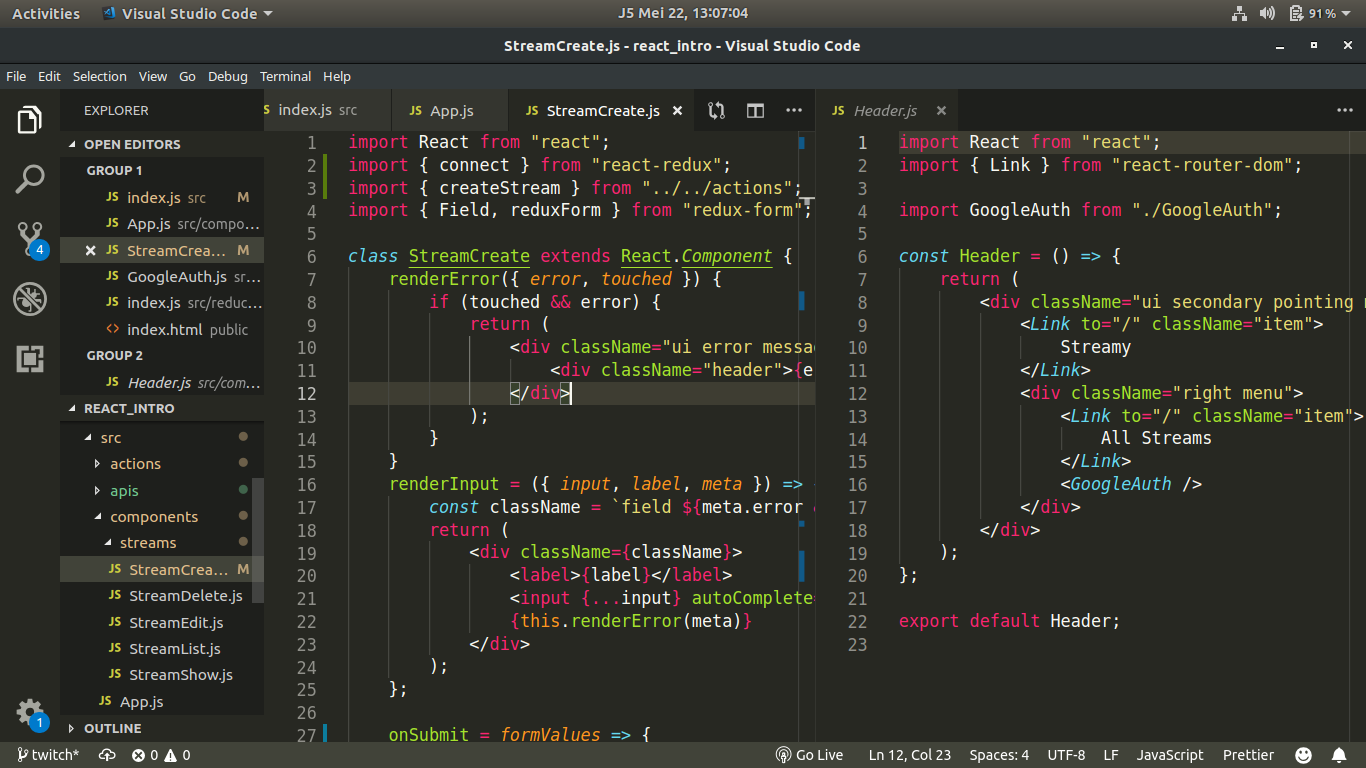 Activities Visual Studio Code J5 Mei 22, 13:07:04 91%
StreamCreate.js - react_intro - Visual Studio Code
File Edit Selection View Go Debug Terminal Help
EXPLORER
OPEN EDITORS
GROUP 1
JS index.js src M
JS App.js src/compo...
JS StreamCrea... M
JS GoogleAuth.js sr...
JS index.js src/reduc...
<> index.html public
GROUP 2
JS Header.js src/com...
REACT_INTRO
src
actions
apis
components
streams
JS StreamCrea... M
JS StreamDelete.js
JS StreamEdit.js
JS StreamList.js
JS StreamShow.js
JS App.js
OUTLINE
4
1
index.js src JS App.js JS StreamCreate.js
1 import React from "react";
2 import { connect } from "react-redux";
3 import { createStream } from "../../actions";
4 import { Field, reduxForm } from "redux-form";
5
6 class StreamCreate extends React.Component {
7 renderError({ error, touched }) {
8 if (touched && error) {
9 return (
10 <div className="ui error messa
11 <div className="header">{e
12 </div>
13 );
14 }
15 }
16 renderInput = ({ input, label, meta }) =>
17 const className = `field ${meta.error
18 return (
19 <div className={className}>
20 <label>{label}</label>
21 <input {...input} autoComplete=
22 {this.renderError(meta)}
23 </div>
24 );
25 };
26
27 onSubmit = formValues => {
JS Header.js
1 import React from "react";
2 import { Link } from "react-router-dom";
3
4 import GoogleAuth from "./GoogleAuth";
5
6 const Header = () => {
7 return (
8 <div className="ui secondary pointing
9 <Link to="/" className="item">
10 Streamy
11 </Link>
12 <div className="right menu">
13 <Link to="/" className="item">
14 All Streams
15 </Link>
16 <GoogleAuth />
17 </div>
18 </div>
19 );
20 };
21
22 export default Header;
23
twitch* 0 0 Go Live Ln 12, Col 23 Spaces: 4 UTF-8 LF JavaScript Prettier